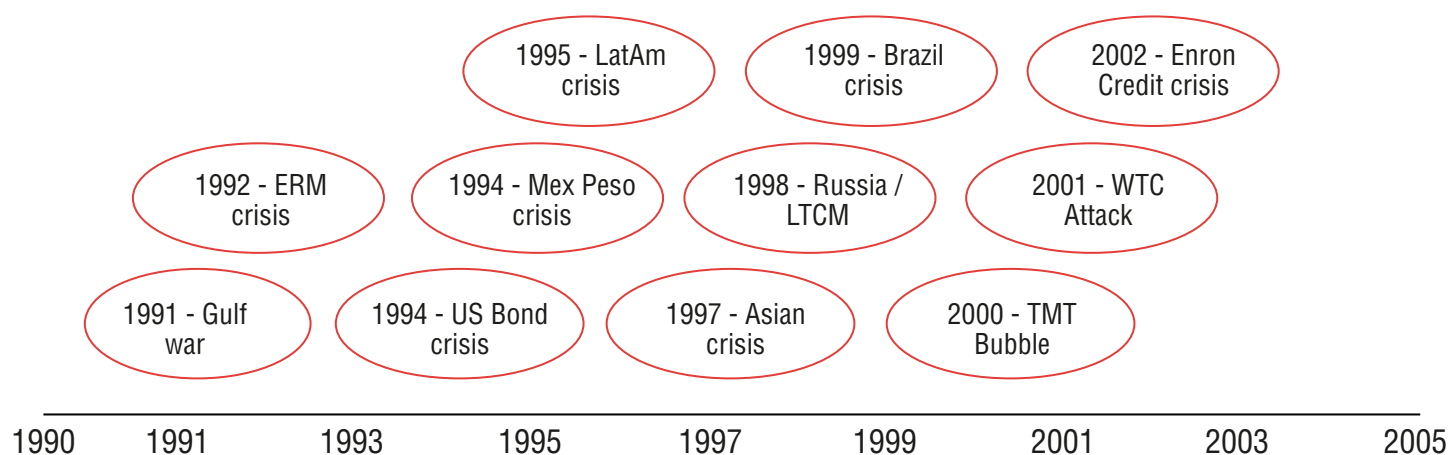 1995 - LatAm
crisis
1999 - Brazil
crisis
2002 - Enron
Credit crisis
1992 - ERM
crisis
1994 - Mex Peso
crisis
1998 - Russia /
LTCM
2001 - WTC
Attack
1991 - Gulf
war
1994 - US Bond
crisis
1997 - Asian
crisis
2000 - TMT
Bubble
1990 1991 1993 1995 1997 1999 2001 2003 2005